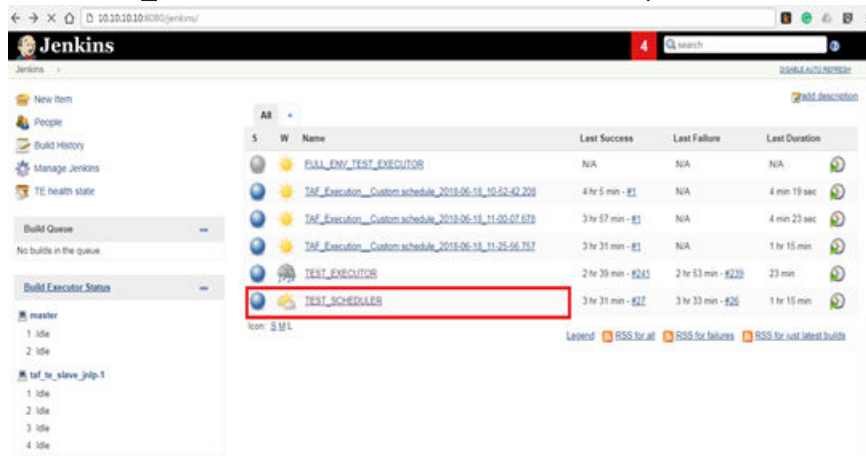 10.10.10.10:8080/jenkins/
Jenkins
4
search
Jenkins
DISABLE AUTO REFRESH
New Item
People
Build History
Manage Jenkins
TE health state
add description
All +
S W Name Last Success Last Failure Last Duration
FULL_ENV_TEST_EXECUTOR N/A N/A N/A
TAF_Execution__Custom schedule_2018-06-18_10-52-42.208 4 hr 5 min - #1 N/A 4 min 19 sec
TAF_Execution__Custom schedule_2018-06-18_11-00-07.678 3 hr 57 min - #1 N/A 4 min 23 sec
TAF_Execution__Custom schedule_2018-06-18_11-25-56.757 3 hr 31 min - #1 N/A 1 hr 15 min
TEST_EXECUTOR 2 hr 39 min - #241 2 hr 53 min - #239 23 min
TEST_SCHEDULER 3 hr 31 min - #27 3 hr 33 min - #26 1 hr 15 min
Icon: S M L
Legend RSS for all RSS for failures RSS for just latest builds
Build Queue
No builds in the queue.
Build Executor Status
master
1 Idle
2 Idle
taf_te_slave_jnlp-1
1 Idle
2 Idle
3 Idle
4 Idle